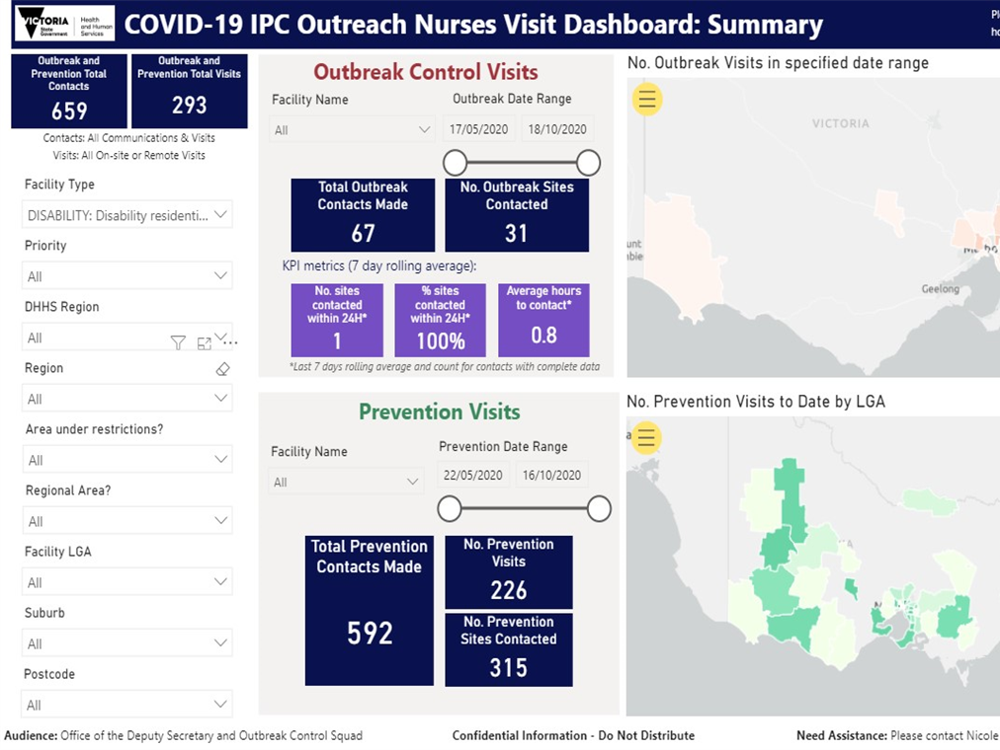 VICTORIA
State
Government
Health
and Human
Services
COVID-19 IPC Outreach Nurses Visit Dashboard: Summary
Outbreak and
Prevention Total
Contacts
659
Outbreak and
Prevention Total Visits
293
Contacts: All Communications & Visits
Visits: All On-site or Remote Visits
Facility Type
DISABILITY: Disability residenti...
Priority
All
DHHS Region
All
Region
All
Area under restrictions?
All
Regional Area?
All
Facility LGA
All
Suburb
All
Postcode
All
Outbreak Control Visits
Facility Name
All
Outbreak Date Range
17/05/2020
18/10/2020
Total Outbreak
Contacts Made
67
No. Outbreak Sites
Contacted
31
KPI metrics (7 day rolling average):
No. sites
contacted
within 24H*
1
% sites
contacted
within 24H*
100%
Average hours
to contact*
0.8
*Last 7 days rolling average and count for contacts with complete data
Prevention Visits
Facility Name
All
Prevention Date Range
22/05/2020
16/10/2020
Total Prevention
Contacts Made
592
No. Prevention
Visits
226
No. Prevention
Sites Contacted
315
No. Outbreak Visits in specified date range
VICTORIA
Geelong
No. Prevention Visits to Date by LGA
Audience: Office of the Deputy Secretary and Outbreak Control Squad
Confidential Information - Do Not Distribute
Need Assistance: Please contact Nicole